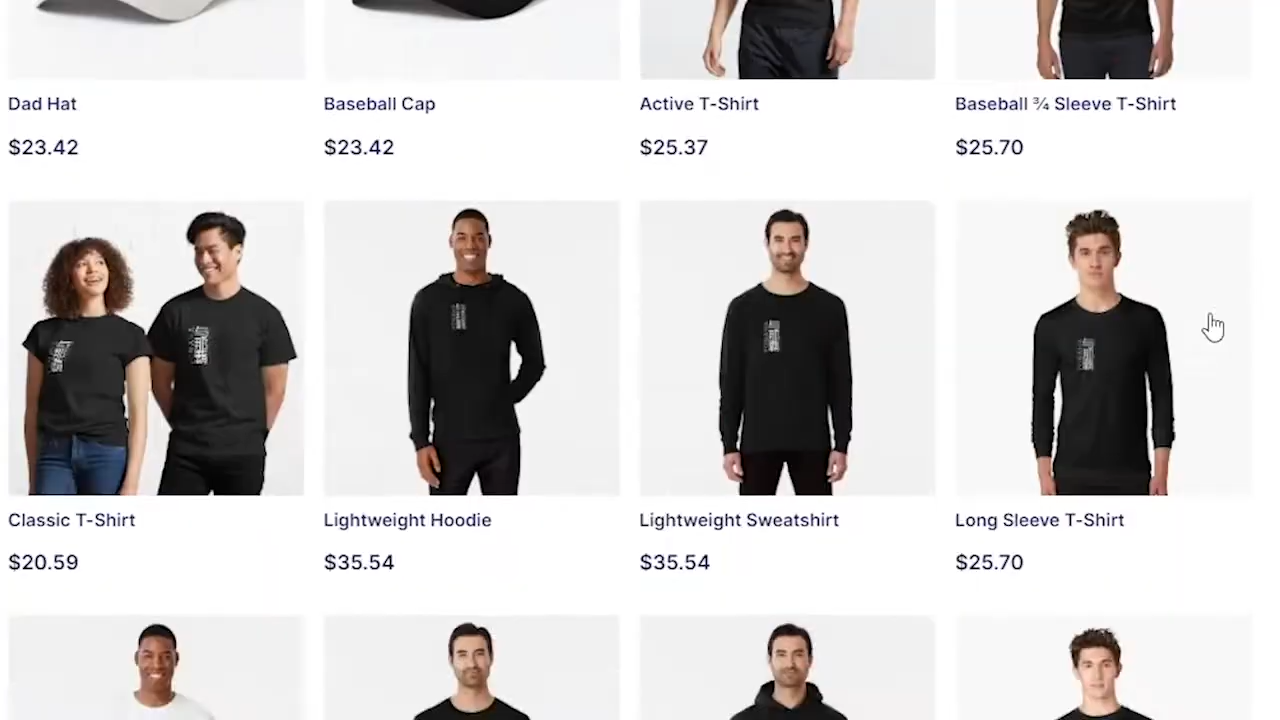 Dad Hat
Baseball Cap
Active T-Shirt
Baseball ¾ Sleeve T-Shirt
$23.42
$23.42
$25.37
$25.70
Classic T-Shirt
Lightweight Hoodie
Lightweight Sweatshirt
Long Sleeve T-Shirt
$20.59
$35.54
$35.54
$25.70